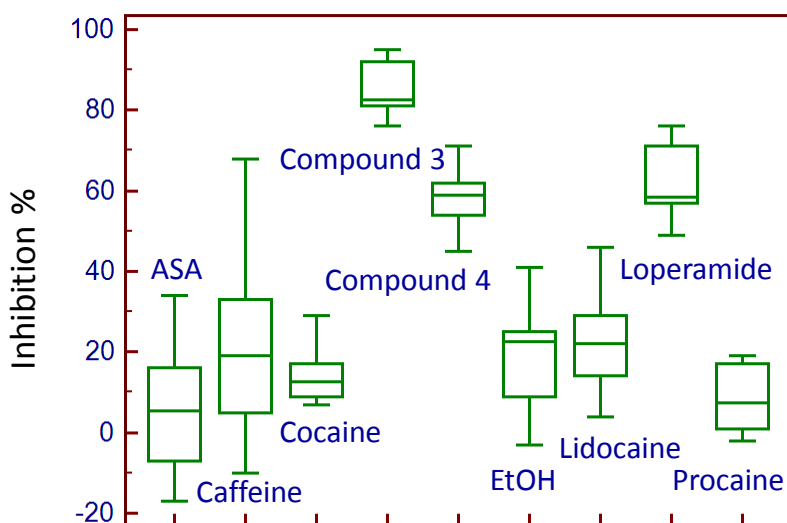 Inhibition %
100
80
60
40
20
0
-20
ASA
Caffeine
Cocaine
Compound 3
Compound 4
EtOH
Lidocaine
Loperamide
Procaine